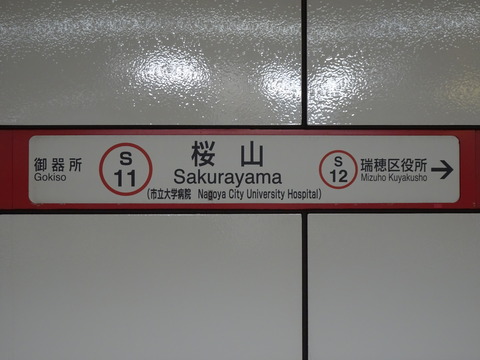 御器所
Gokiso
S
11
桜山
Sakurayama
(市立大学病院 Nagoya City University Hospital)
S
12
瑞穂区役所
Mizuho Kuyakusho
→